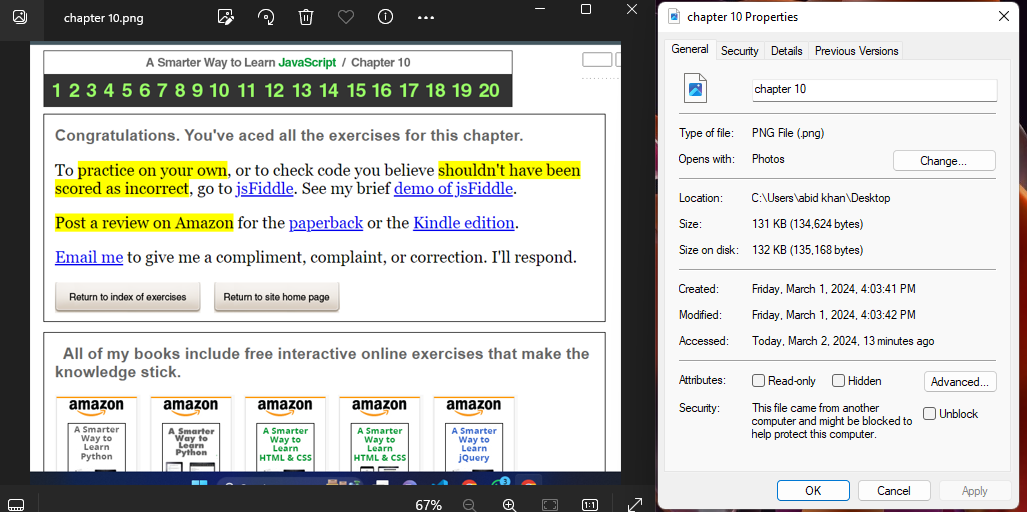 chapter 10.png
A Smarter Way to Learn JavaScript / Chapter 10
1 2 3 4 5 6 7 8 9 10 11 12 13 14 15 16 17 18 19 20
Congratulations. You've aced all the exercises for this chapter.
To practice on your own, or to check code you believe shouldn't have been
scored as incorrect, go to jsFiddle. See my brief demo of jsFiddle.
Post a review on Amazon for the paperback or the Kindle edition.
Email me to give me a compliment, complaint, or correction. I'll respond.
Return to index of exercises Return to site home page
All of my books include free interactive online exercises that make the
knowledge stick.
amazon amazon amazon amazon amazon
A Smarter
Way to
Learn
Python
A Smarter
Way to
Learn
Python
A Smarter
Way to
Learn
HTML & CSS
A Smarter
Way to
Learn
HTML & CSS
A Smarter
Way to
Learn
jQuery
67%
1:1
chapter 10 Properties
General Security Details Previous Versions
chapter 10
Type of file: PNG File (.png)
Opens with: Photos Change...
Location: C:\Users\abid khan\Desktop
Size: 131 KB (134,624 bytes)
Size on disk: 132 KB (135,168 bytes)
Created: Friday, March 1, 2024, 4:03:41 PM
Modified: Friday, March 1, 2024, 4:03:42 PM
Accessed: Today, March 2, 2024, 13 minutes ago
Attributes: Read-only Hidden Advanced...
Security: This file came from another
computer and might be blocked to
help protect this computer.
Unblock
OK Cancel Apply